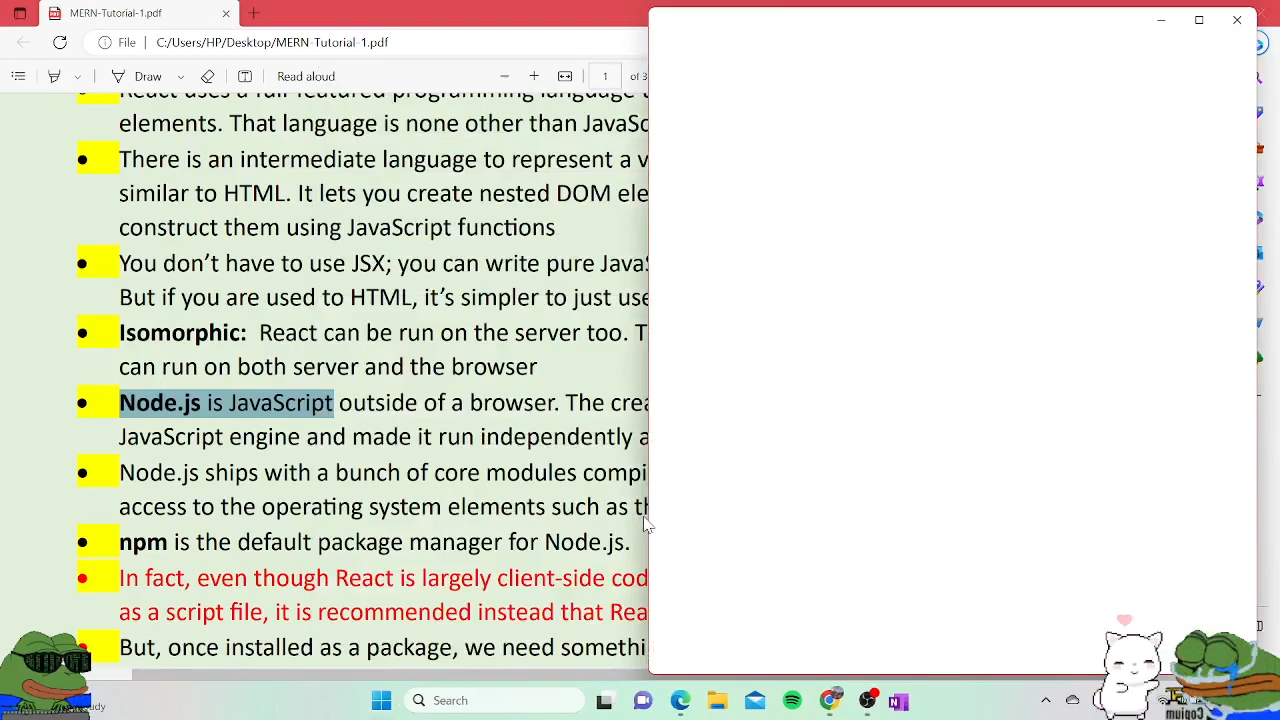 MERN-Tutorial-1.pdf
File
C:/Users/HP/Desktop/MERN-Tutorial-1.pdf
Draw
Read aloud
1
of 3
React uses a full-featured programming language
elements. That language is none other than JavaSc
There is an intermediate language to represent a v
similar to HTML. It lets you create nested DOM ele
construct them using JavaScript functions
You don’t have to use JSX; you can write pure JavaS
But if you are used to HTML, it’s simpler to just use
Isomorphic: React can be run on the server too. T
can run on both server and the browser
Node.js is JavaScript outside of a browser. The crea
JavaScript engine and made it run independently a
Node.js ships with a bunch of core modules compi
access to the operating system elements such as th
npm is the default package manager for Node.js.
In fact, even though React is largely client-side cod
as a script file, it is recommended instead that Rea
But, once installed as a package, we need somethi
Search
Copium